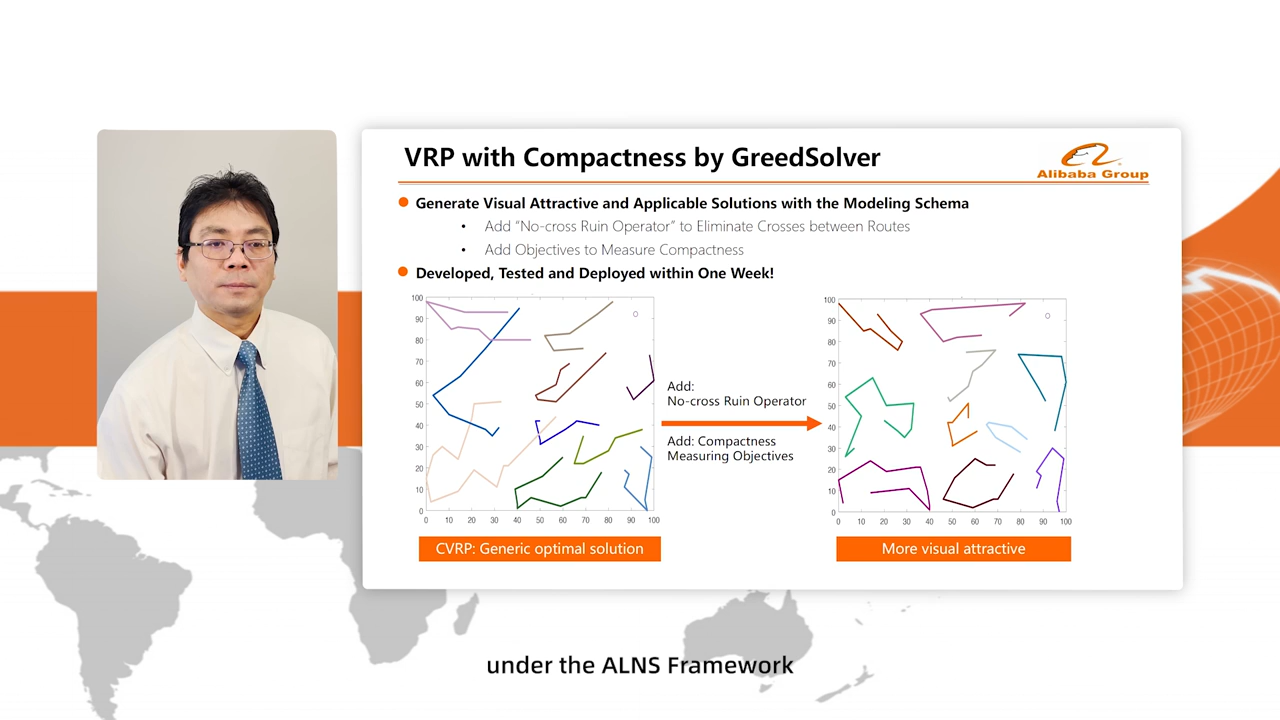 VRP with Compactness by GreedSolver
Alibaba Group
Generate Visual Attractive and Applicable Solutions with the Modeling Schema
• Add “No-cross Ruin Operator” to Eliminate Crosses between Routes
• Add Objectives to Measure Compactness
Developed, Tested and Deployed within One Week!
100
90
80
70
60
50
40
30
20
10
0
0 10 20 30 40 50 60 70 80 90 100
Add:
No-cross Ruin Operator
Add: Compactness
Measuring Objectives
100
90
80
70
60
50
40
30
20
10
0
0 10 20 30 40 50 60 70 80 90 100
CVRP: Generic optimal solution
More visual attractive
under the ALNS Framework